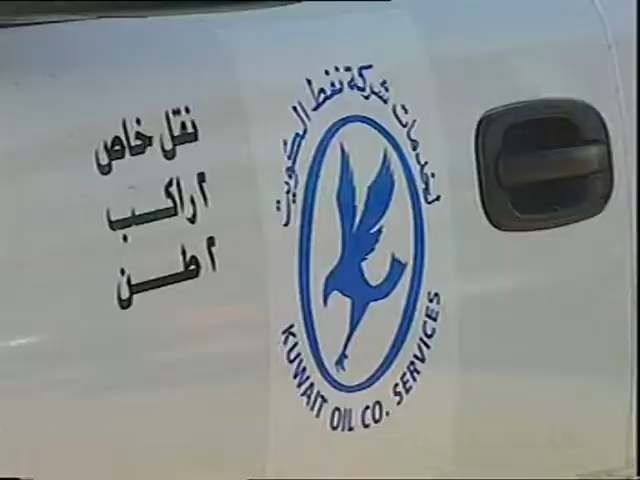 نقل خاص
٢ راكب
٢ طن
لخدمات شركة نفط الكويت
KUWAIT OIL CO. SERVICES